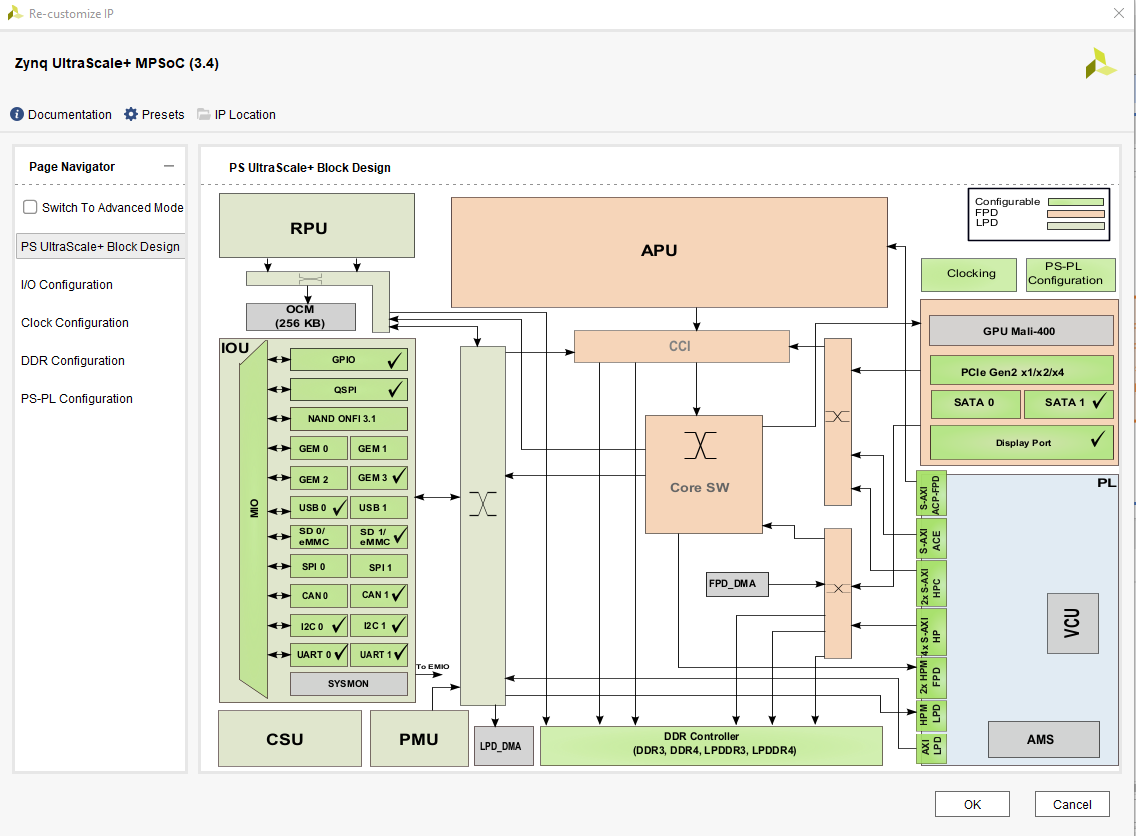 Re-customize IP
Zynq UltraScale+ MPSoC (3.4)
Documentation
Presets
IP Location
Page Navigator
Switch To Advanced Mode
PS UltraScale+ Block Design
I/O Configuration
Clock Configuration
DDR Configuration
PS-PL Configuration
PS UltraScale+ Block Design
RPU
OCM
(256 KB)
APU
Configurable
FPD
LPD
Clocking
PS-PL
Configuration
IOU
MIO
GPIO
QSPI
NAND ONFI 3.1
GEM 0
GEM 1
GEM 2
GEM 3
USB 0
USB 1
SD 0/
eMMC
SD 1/
eMMC
SPI 0
SPI 1
CAN 0
CAN 1
I2C 0
I2C 1
UART 0
UART 1
SYSMON
To EMIO
CCI
Core SW
FPD_DMA
GPU Mali-400
PCIe Gen2 x1/x2/x4
SATA 0
SATA 1
Display Port
PL
S-AXI
ACP-FPD
S-AXI
ACE
2x S-AXI
HPC
4x S-AXI
HP
2x HPM
FPD
HPM
LPD
AXI
LPD
VCU
AMS
CSU
PMU
LPD_DMA
DDR Controller
(DDR3, DDR4, LPDDR3, LPDDR4)
OK
Cancel